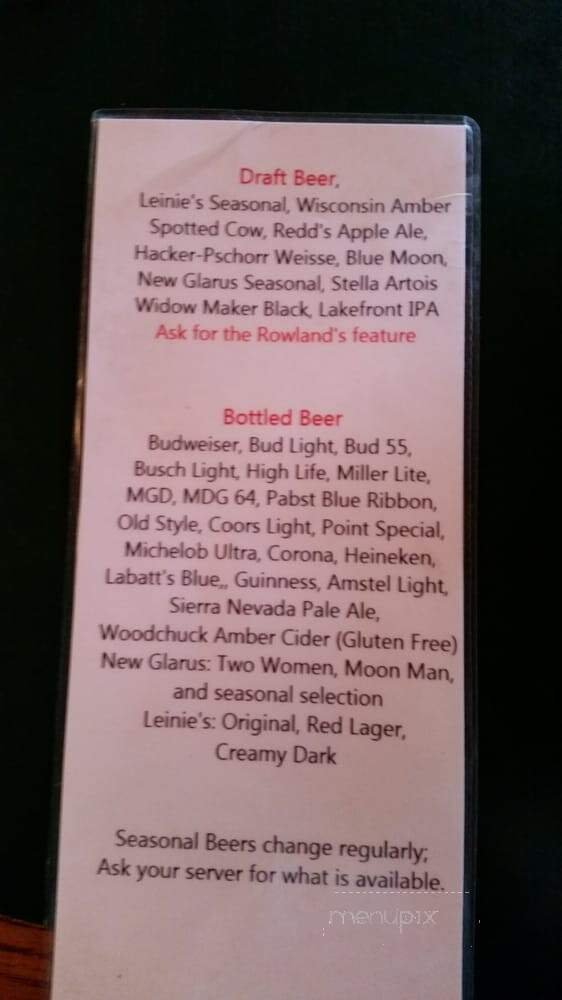 Draft Beer,
Leinie's Seasonal, Wisconsin Amber
Spotted Cow, Redd's Apple Ale,
Hacker-Pschorr Weisse, Blue Moon,
New Glarus Seasonal, Stella Artois
Widow Maker Black, Lakefront IPA
Ask for the Rowland's feature
Bottled Beer
Budweiser, Bud Light, Bud 55,
Busch Light, High Life, Miller Lite,
MGD, MDG 64, Pabst Blue Ribbon,
Old Style, Coors Light, Point Special,
Michelob Ultra, Corona, Heineken,
Labatt's Blue,, Guinness, Amstel Light,
Sierra Nevada Pale Ale,
Woodchuck Amber Cider (Gluten Free)
New Glarus: Two Women, Moon Man,
and seasonal selection
Leinie's: Original, Red Lager,
Creamy Dark
Seasonal Beers change regularly;
Ask your server for what is available.
menupix